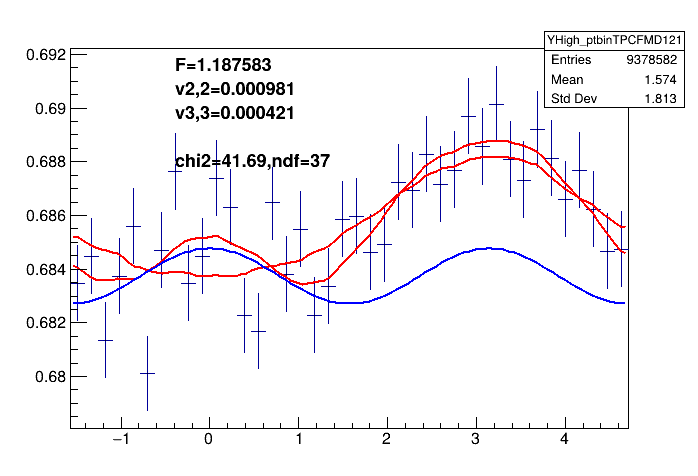 YHigh_ptbinTPCFMD121
Entries 9378582
Mean 1.574
Std Dev 1.813
F=1.187583
v2,2=0.000981
v3,3=0.000421
chi2=41.69,ndf=37
0.692
0.69
0.688
0.686
0.684
0.682
0.68
−1 0 1 2 3 4